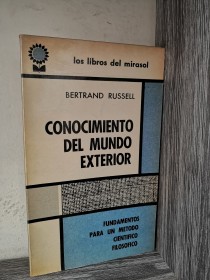 los libros del mirasol
BERTRAND RUSSELL
CONOCIMIENTO
DEL MUNDO
EXTERIOR
FUNDAMENTOS
PARA UN METODO
CIENTIFICO
FILOSOFICO